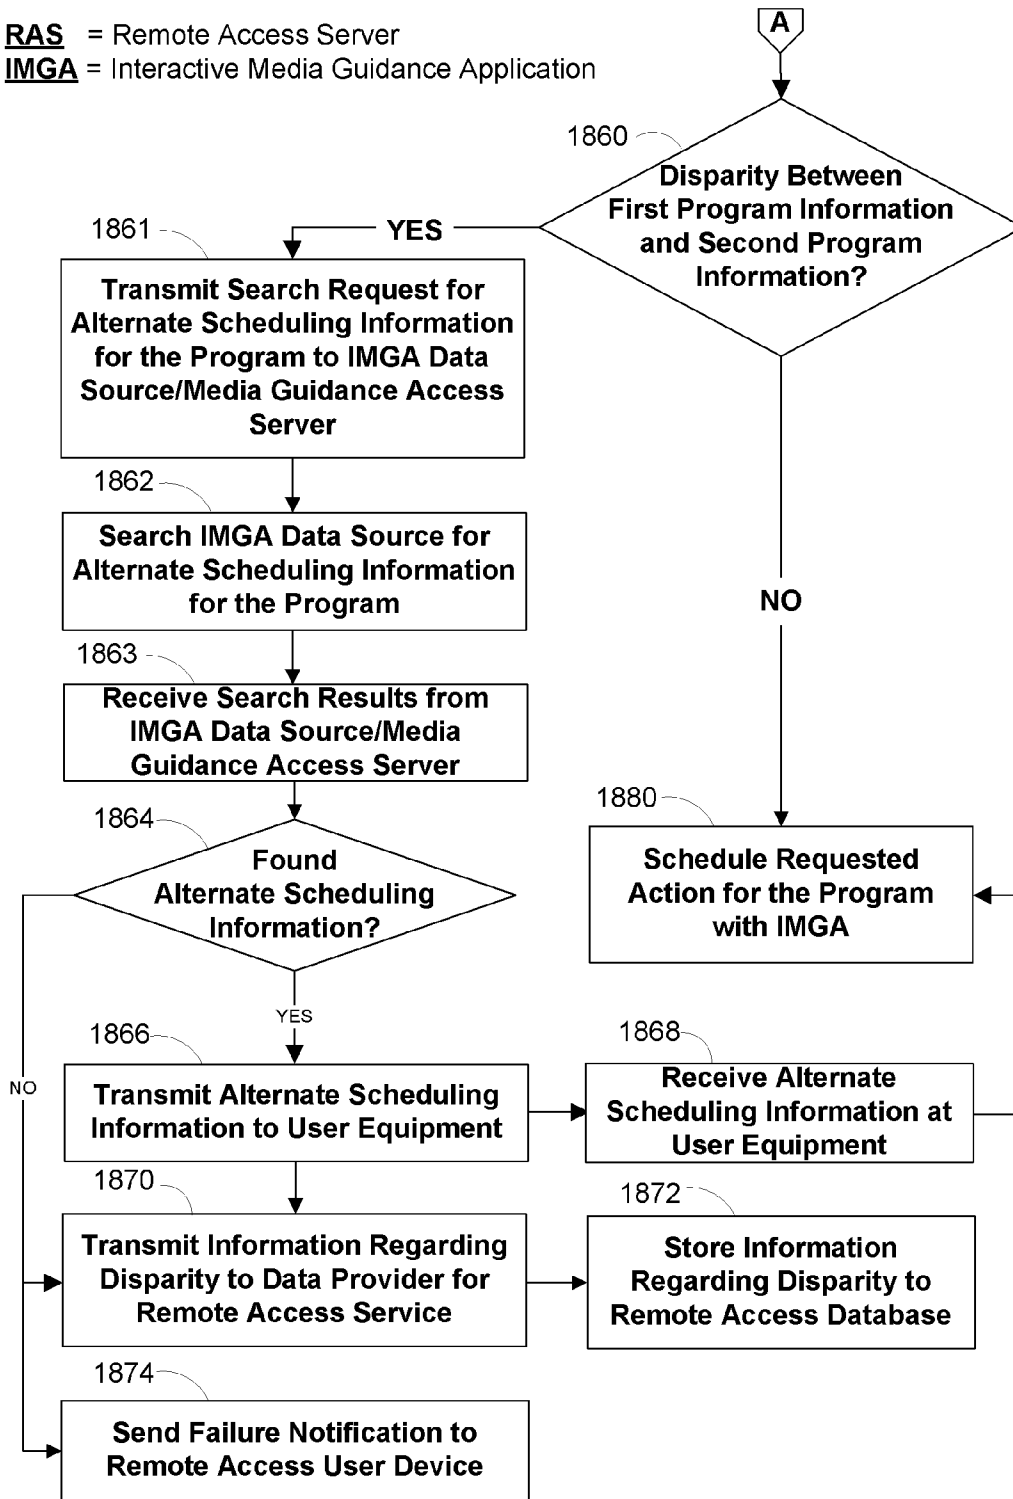 RAS = Remote Access Server
IMGA = Interactive Media Guidance Application
A
1860
Disparity Between
First Program Information
and Second Program
Information?
YES
1861
Transmit Search Request for
Alternate Scheduling Information
for the Program to IMGA Data
Source/Media Guidance Access
Server
1862
Search IMGA Data Source for
Alternate Scheduling Information
for the Program
NO
1863
Receive Search Results from
IMGA Data Source/Media
Guidance Access Server
1864
Found
Alternate Scheduling
Information?
1880
Schedule Requested
Action for the Program
with IMGA
YES
NO
1866
Transmit Alternate Scheduling
Information to User Equipment
1868
Receive Alternate
Scheduling Information at
User Equipment
1870
Transmit Information Regarding
Disparity to Data Provider for
Remote Access Service
1872
Store Information
Regarding Disparity to
Remote Access Database
1874
Send Failure Notification to
Remote Access User Device